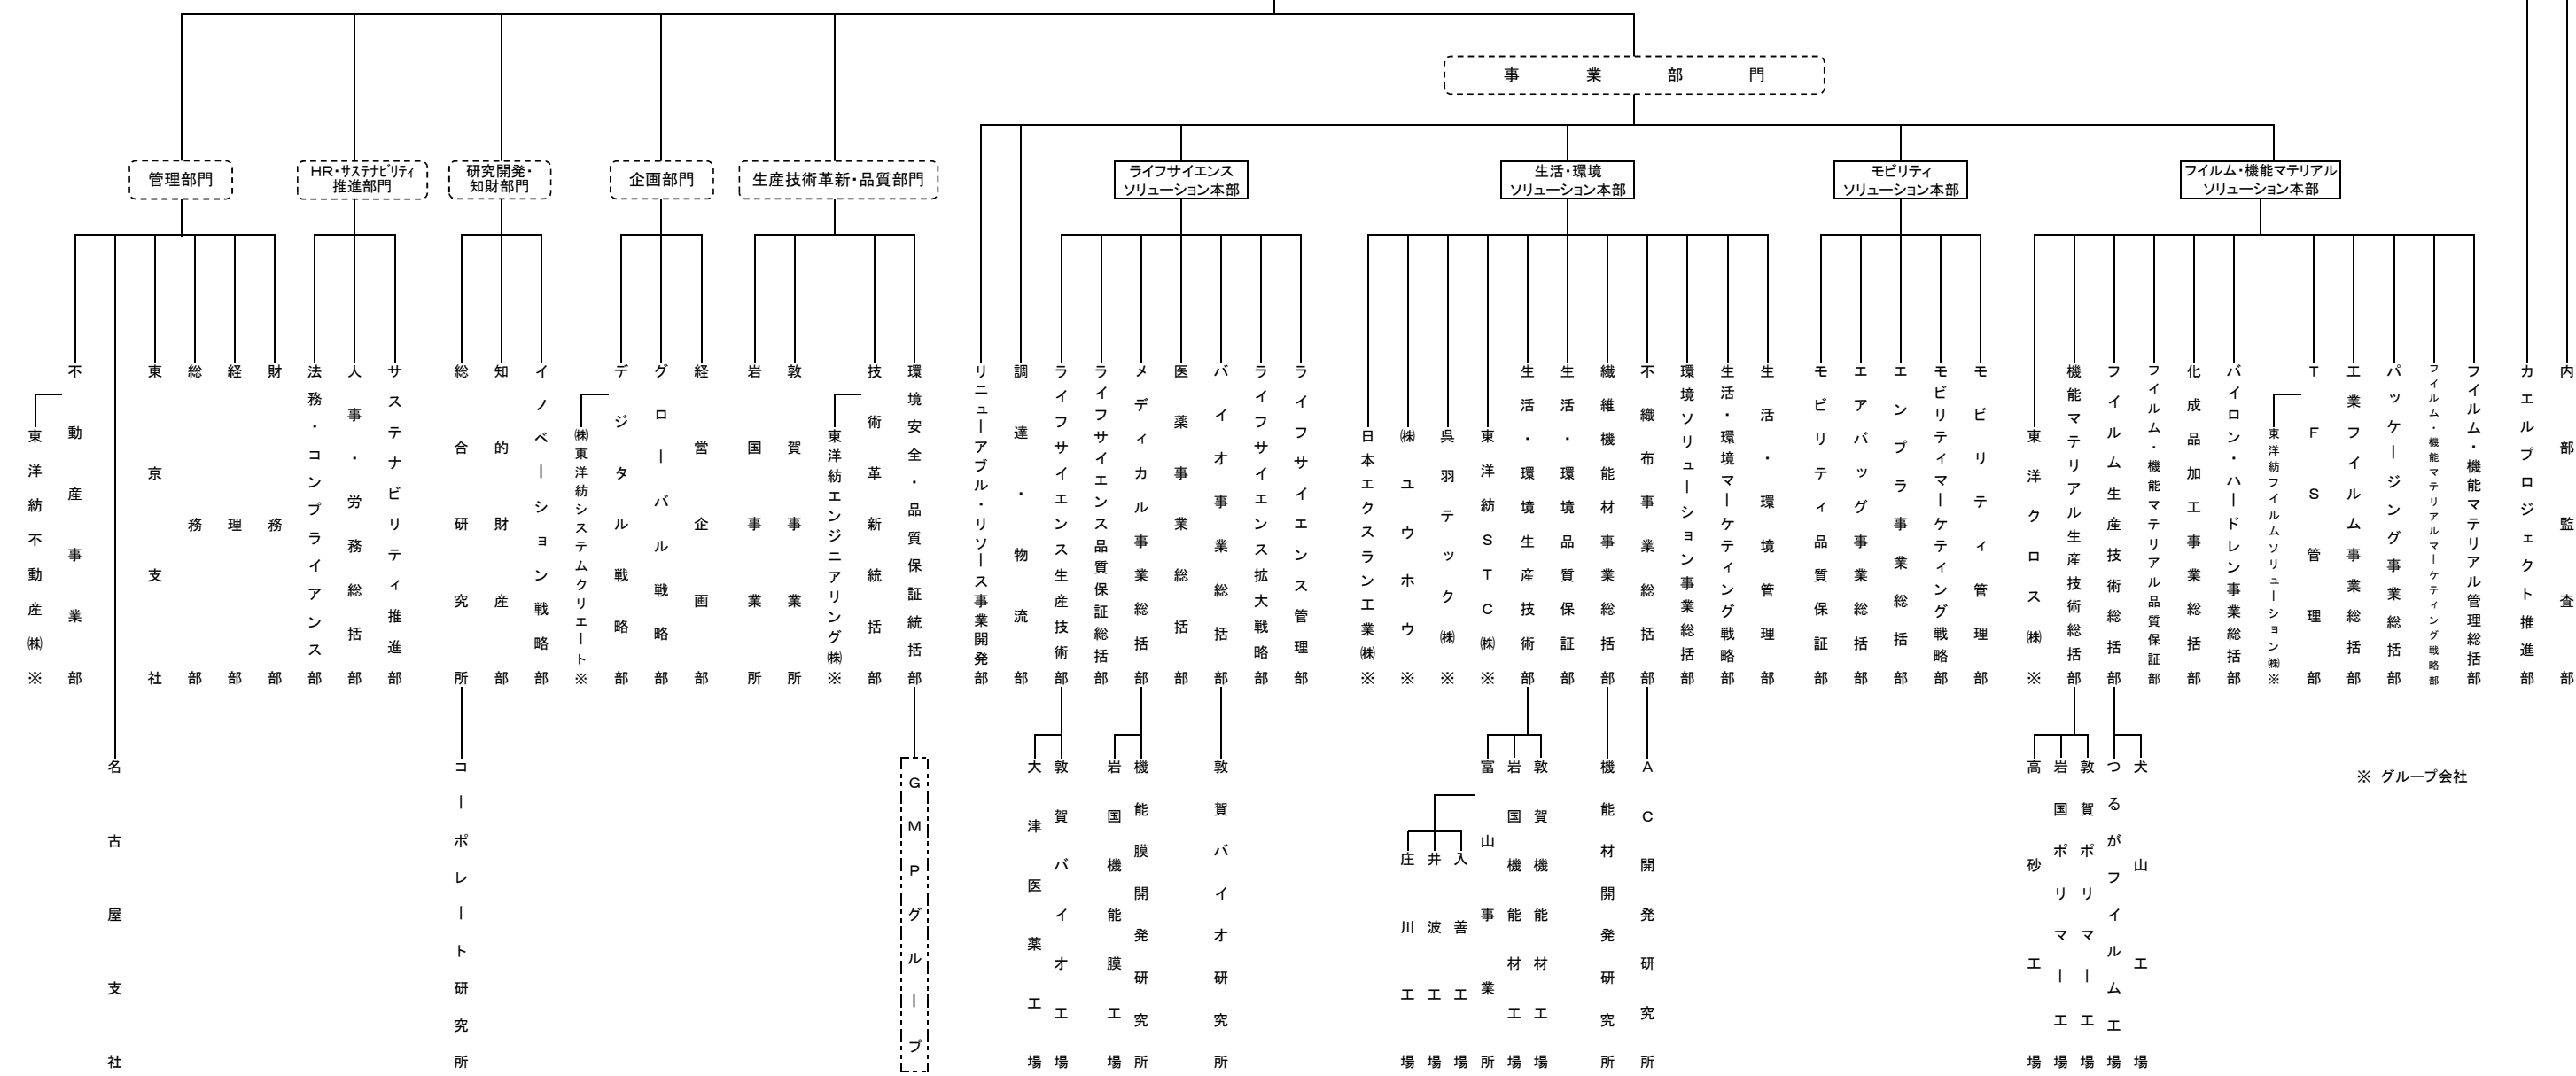 事業部門
管理部門
HR・サステナビリティ
推進部門
研究開発・
知財部門
企画部門
生産技術革新・品質部門
ライフサイエンス
ソリューション本部
生活・環境
ソリューション本部
モビリティ
ソリューション本部
フイルム・機能マテリアル
ソリューション本部
東洋紡不動産㈱※
不動産事業部
名古屋支社
東京支社
総務部
経理部
財務部
法務・コンプライアンス部
人事・労務総括部
サステナビリティ推進部
総合研究所
知的財産部
イノベーション戦略部
㈱東洋紡システムクリエート※
デジタル戦略部
グローバル戦略部
経営企画部
岩国事業所
敦賀事業所
東洋紡エンジニアリング㈱※
技術革新統括部
環境安全・品質保証統括部
リニューアブル・リソース事業開発部
調達・物流部
ライフサイエンス生産技術部
ライフサイエンス品質保証総括部
メディカル事業総括部
医薬事業総括部
バイオ事業総括部
ライフサイエンス拡大戦略部
ライフサイエンス管理部
日本エクスラン工業㈱※
㈱ユウホウ※
呉羽テック㈱※
東洋紡STC㈱※
生活・環境生産技術部
生活・環境品質保証部
繊維機能材事業総括部
不織布事業総括部
環境ソリューション事業総括部
生活・環境マーケティング戦略部
生活・環境管理部
モビリティ品質保証部
エアバッグ事業総括部
エンプラ事業総括部
モビリティマーケティング戦略部
モビリティ管理部
東洋クロス㈱※
機能マテリアル生産技術総括部
フイルム生産技術総括部
フイルム・機能マテリアル品質保証部
化成品加工事業総括部
バイロン・ハードレン事業総括部
東洋紡フイルムソリューション㈱※
TFS管理部
工業フイルム事業総括部
パッケージング事業総括部
フイルム・機能マテリアルマーケティング戦略部
フイルム・機能マテリアル管理総括部
カエルプロジェクト推進部
内部監査部
コーポレート研究所
GMPグループ
大津医薬工場
敦賀バイオ工場
岩国機能膜工場
機能膜開発研究所
敦賀バイオ研究所
庄川工場
井波工場
入善工場
富山事業所
岩国機能材工場
敦賀機能材工場
機能材開発研究所
AC開発研究所
高砂工場
岩国ポリマー工場
敦賀ポリマー工場
つるがフイルム工場
犬山工場
※ グループ会社